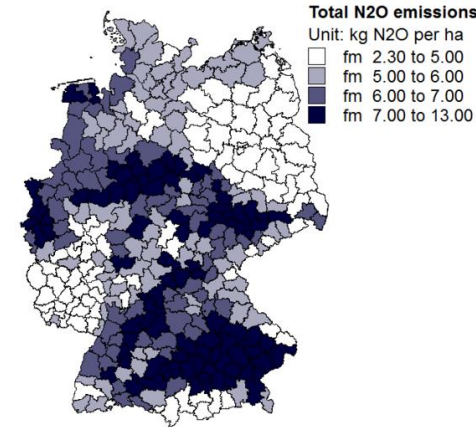 Total N2O emissions
Unit: kg N2O per ha
fm 2.30 to 5.00
fm 5.00 to 6.00
fm 6.00 to 7.00
fm 7.00 to 13.00